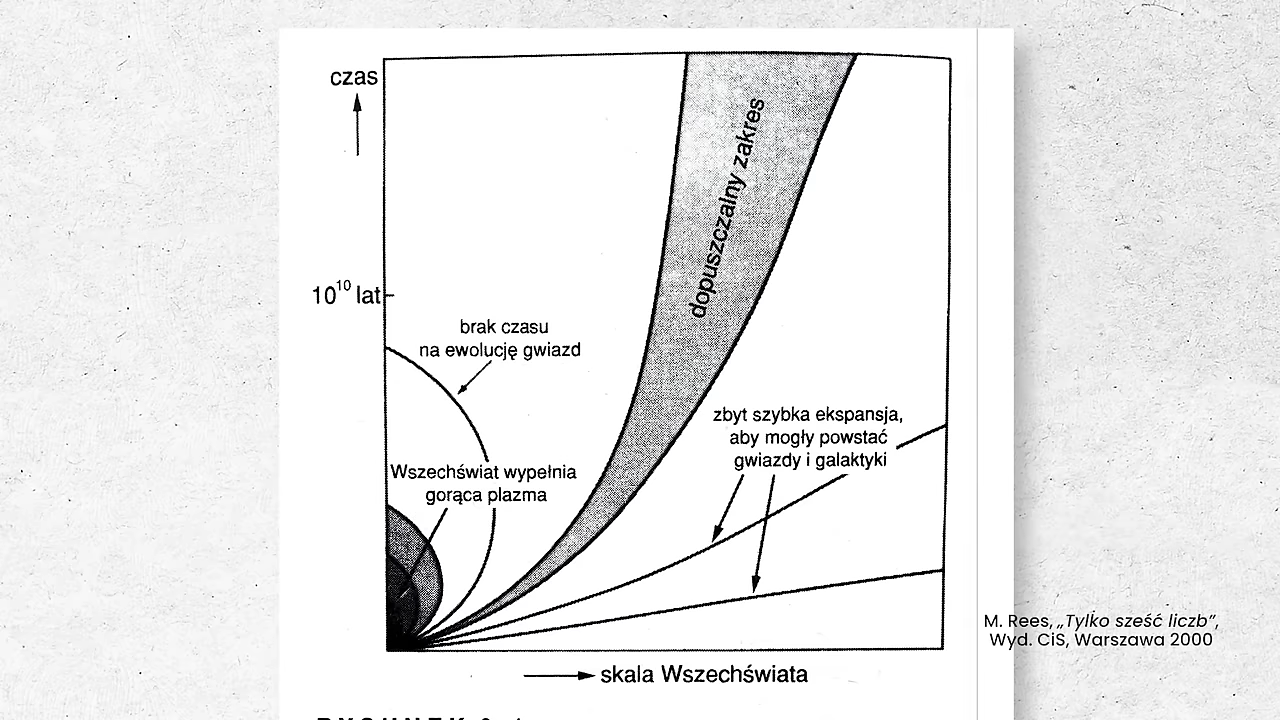 czas
dopuszczalny zakres
10¹⁰ lat
brak czasu
na ewolucję gwiazd
zbyt szybka ekspansja,
aby mogły powstać
gwiazdy i galaktyki
Wszechświat wypełnia
gorąca plazma
M. Rees, „Tylko sześć liczb”,
Wyd. CiS, Warszawa 2000
skala Wszechświata